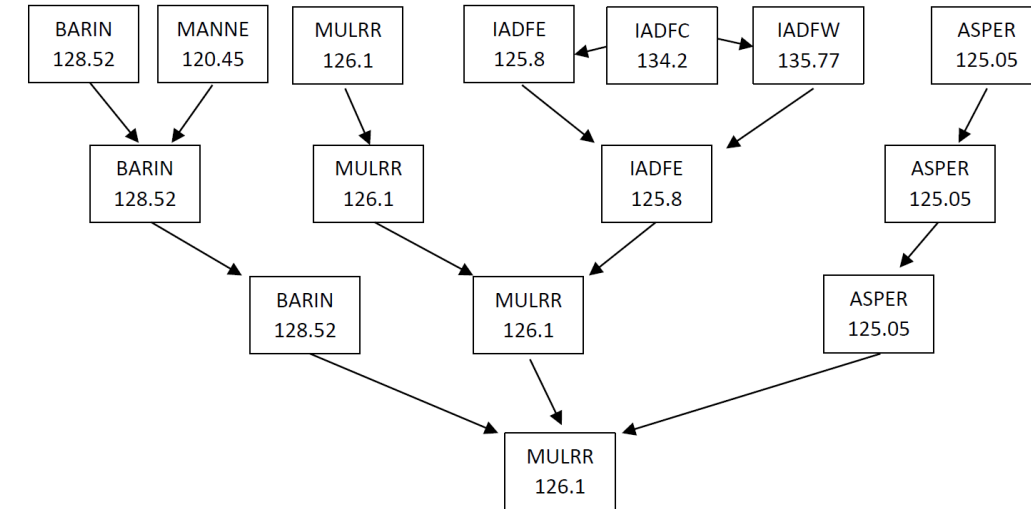 BARIN
128.52
MANNE
120.45
MULRR
126.1
IADFE
125.8
IADFC
134.2
IADFW
135.77
ASPER
125.05
BARIN
128.52
MULRR
126.1
IADFE
125.8
ASPER
125.05
BARIN
128.52
MULRR
126.1
ASPER
125.05
MULRR
126.1